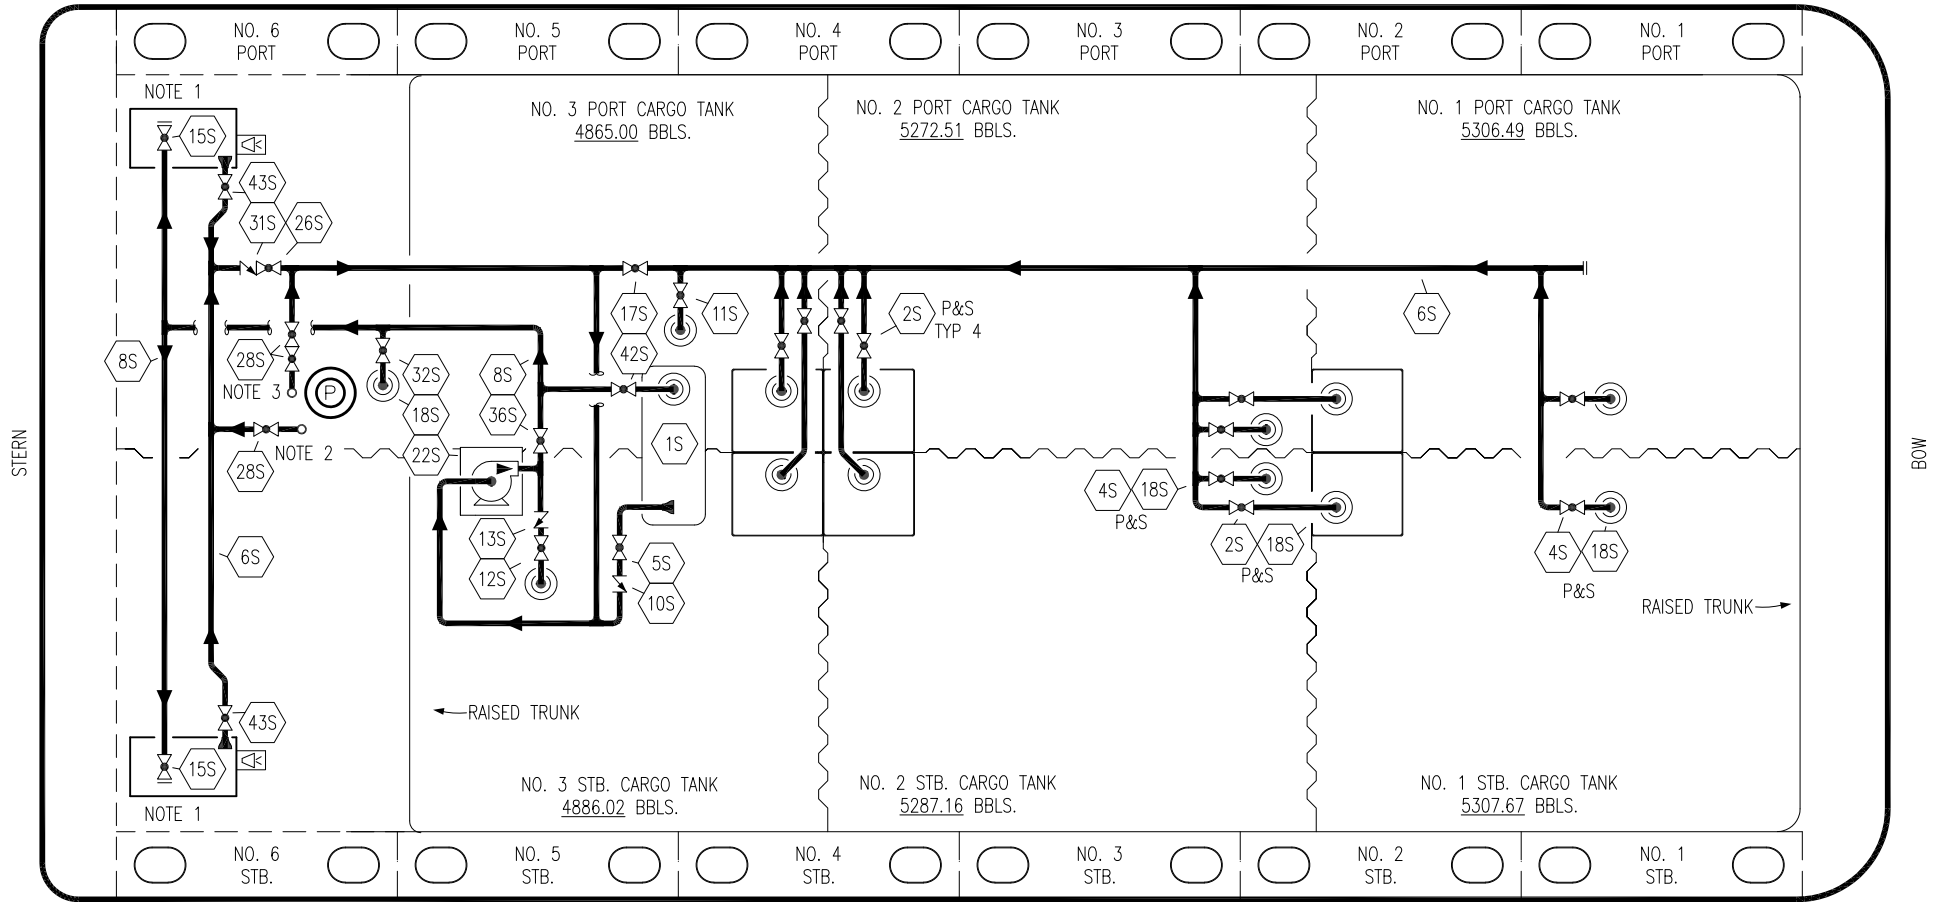 NO. 6
PORT
NO. 5
PORT
NO. 4
PORT
NO. 3
PORT
NO. 2
PORT
NO. 1
PORT
NOTE 1
NO. 3 PORT CARGO TANK
4865.00 BBLS.
NO. 2 PORT CARGO TANK
5272.51 BBLS.
NO. 1 PORT CARGO TANK
5306.49 BBLS.
15S
43S
31S
26S
17S
42S
11S
2S
P&S
TYP 4
6S
8S
28S
NOTE 3
P
32S
18S
22S
8S
36S
1S
STERN
BOW
28S
NOTE 2
4S
18S
P&S
2S
18S
P&S
4S
18S
P&S
13S
12S
5S
10S
6S
RAISED TRUNK
RAISED TRUNK
43S
15S
NOTE 1
NO. 3 STB. CARGO TANK
4886.02 BBLS.
NO. 2 STB. CARGO TANK
5287.16 BBLS.
NO. 1 STB. CARGO TANK
5307.67 BBLS.
NO. 6
STB.
NO. 5
STB.
NO. 4
STB.
NO. 3
STB.
NO. 2
STB.
NO. 1
STB.